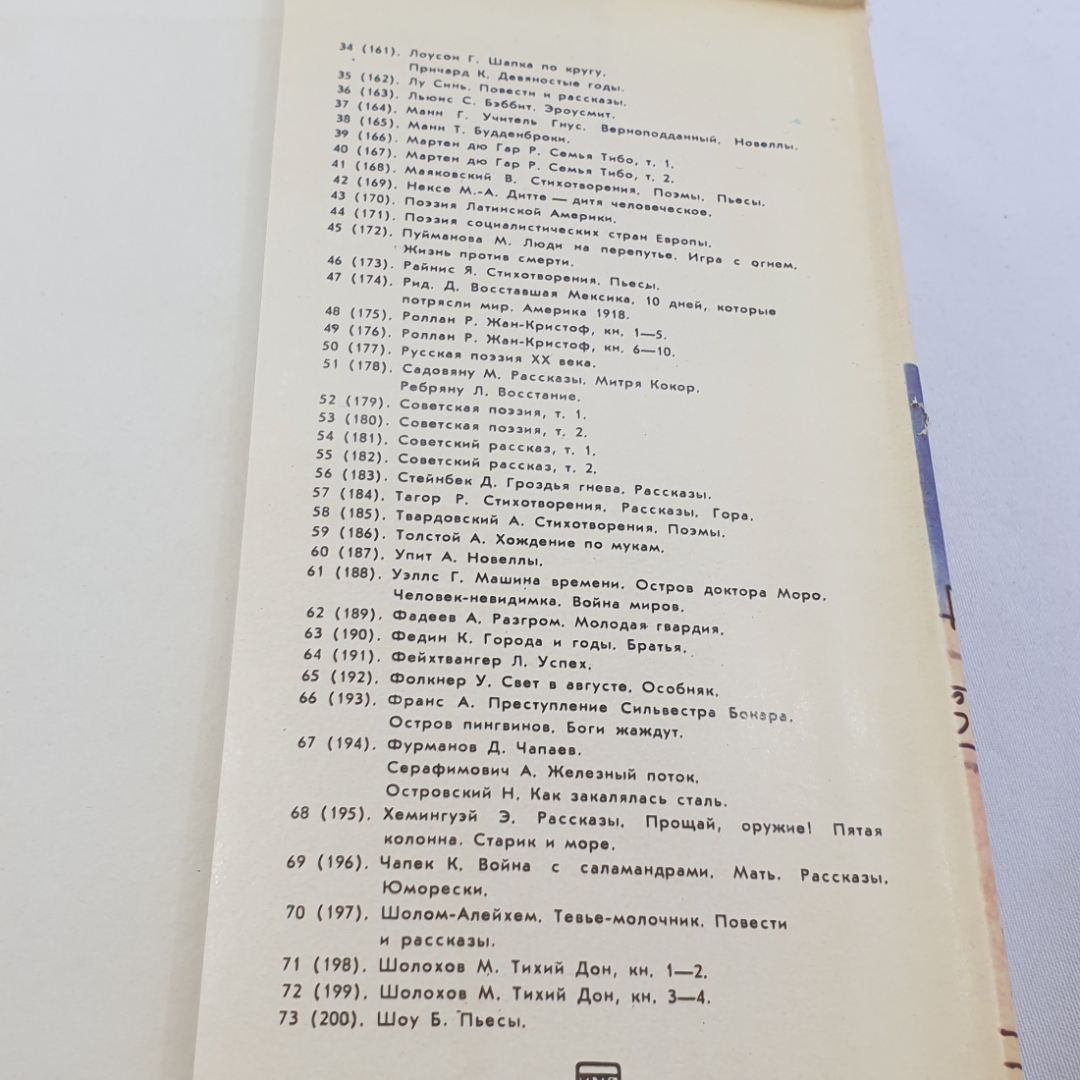 34 (161). Лоусон Г. Шапка по кругу.
Причард К. Девяностые годы.
35 (162). Лу Синь. Повести и рассказы.
36 (163). Льюис С. Бэббит. Эроусмит.
37 (164). Манн Г. Учитель Гнус. Верноподданный. Новеллы.
38 (165). Манн Т. Будденброки.
39 (166). Мартен дю Гар Р. Семья Тибо, т. 1.
40 (167). Мартен дю Гар Р. Семья Тибо, т. 2.
41 (168). Маяковский В. Стихотворения. Поэмы. Пьесы.
42 (169). Нексе М.-А. Дитте — дитя человеческое.
43 (170). Поэзия Латинской Америки.
44 (171). Поэзия социалистических стран Европы.
45 (172). Пуйманова М. Люди на перепутье. Игра с огнем.
Жизнь против смерти.
46 (173). Райнис Я. Стихотворения. Пьесы.
47 (174). Рид. Д. Восставшая Мексика. 10 дней, которые
потрясли мир. Америка 1918.
48 (175). Роллан Р. Жан-Кристоф, кн. 1—5.
49 (176). Роллан Р. Жан-Кристоф, кн. 6—10.
50 (177). Русская поэзия XX века.
51 (178). Садовяну М. Рассказы. Митря Кокор.
Ребряну Л. Восстание.
52 (179). Советская поэзия, т. 1.
53 (180). Советская поэзия, т. 2.
54 (181). Советский рассказ, т. 1.
55 (182). Советский рассказ, т. 2.
56 (183). Стейнбек Д. Гроздья гнева. Рассказы.
57 (184). Тагор Р. Стихотворения. Рассказы. Гора.
58 (185). Твардовский А. Стихотворения. Поэмы.
59 (186). Толстой А. Хождение по мукам.
60 (187). Упит А. Новеллы.
61 (188). Уэллс Г. Машина времени. Остров доктора Моро.
Человек-невидимка. Война миров.
62 (189). Фадеев А. Разгром. Молодая гвардия.
63 (190). Федин К. Города и годы. Братья.
64 (191). Фейхтвангер Л. Успех.
65 (192). Фолкнер У. Свет в августе. Особняк.
66 (193). Франс А. Преступление Сильвестра Бонара.
Остров пингвинов. Боги жаждут.
67 (194). Фурманов Д. Чапаев.
Серафимович А. Железный поток.
Островский Н. Как закалялась сталь.
68 (195). Хемингуэй Э. Рассказы. Прощай, оружие! Пятая
колонна. Старик и море.
69 (196). Чапек К. Война с саламандрами. Мать. Рассказы.
Юморески.
70 (197). Шолом-Алейхем. Тевье-молочник. Повести
и рассказы.
71 (198). Шолохов М. Тихий Дон, кн. 1—2.
72 (199). Шолохов М. Тихий Дон, кн. 3—4.
73 (200). Шоу Б. Пьесы.